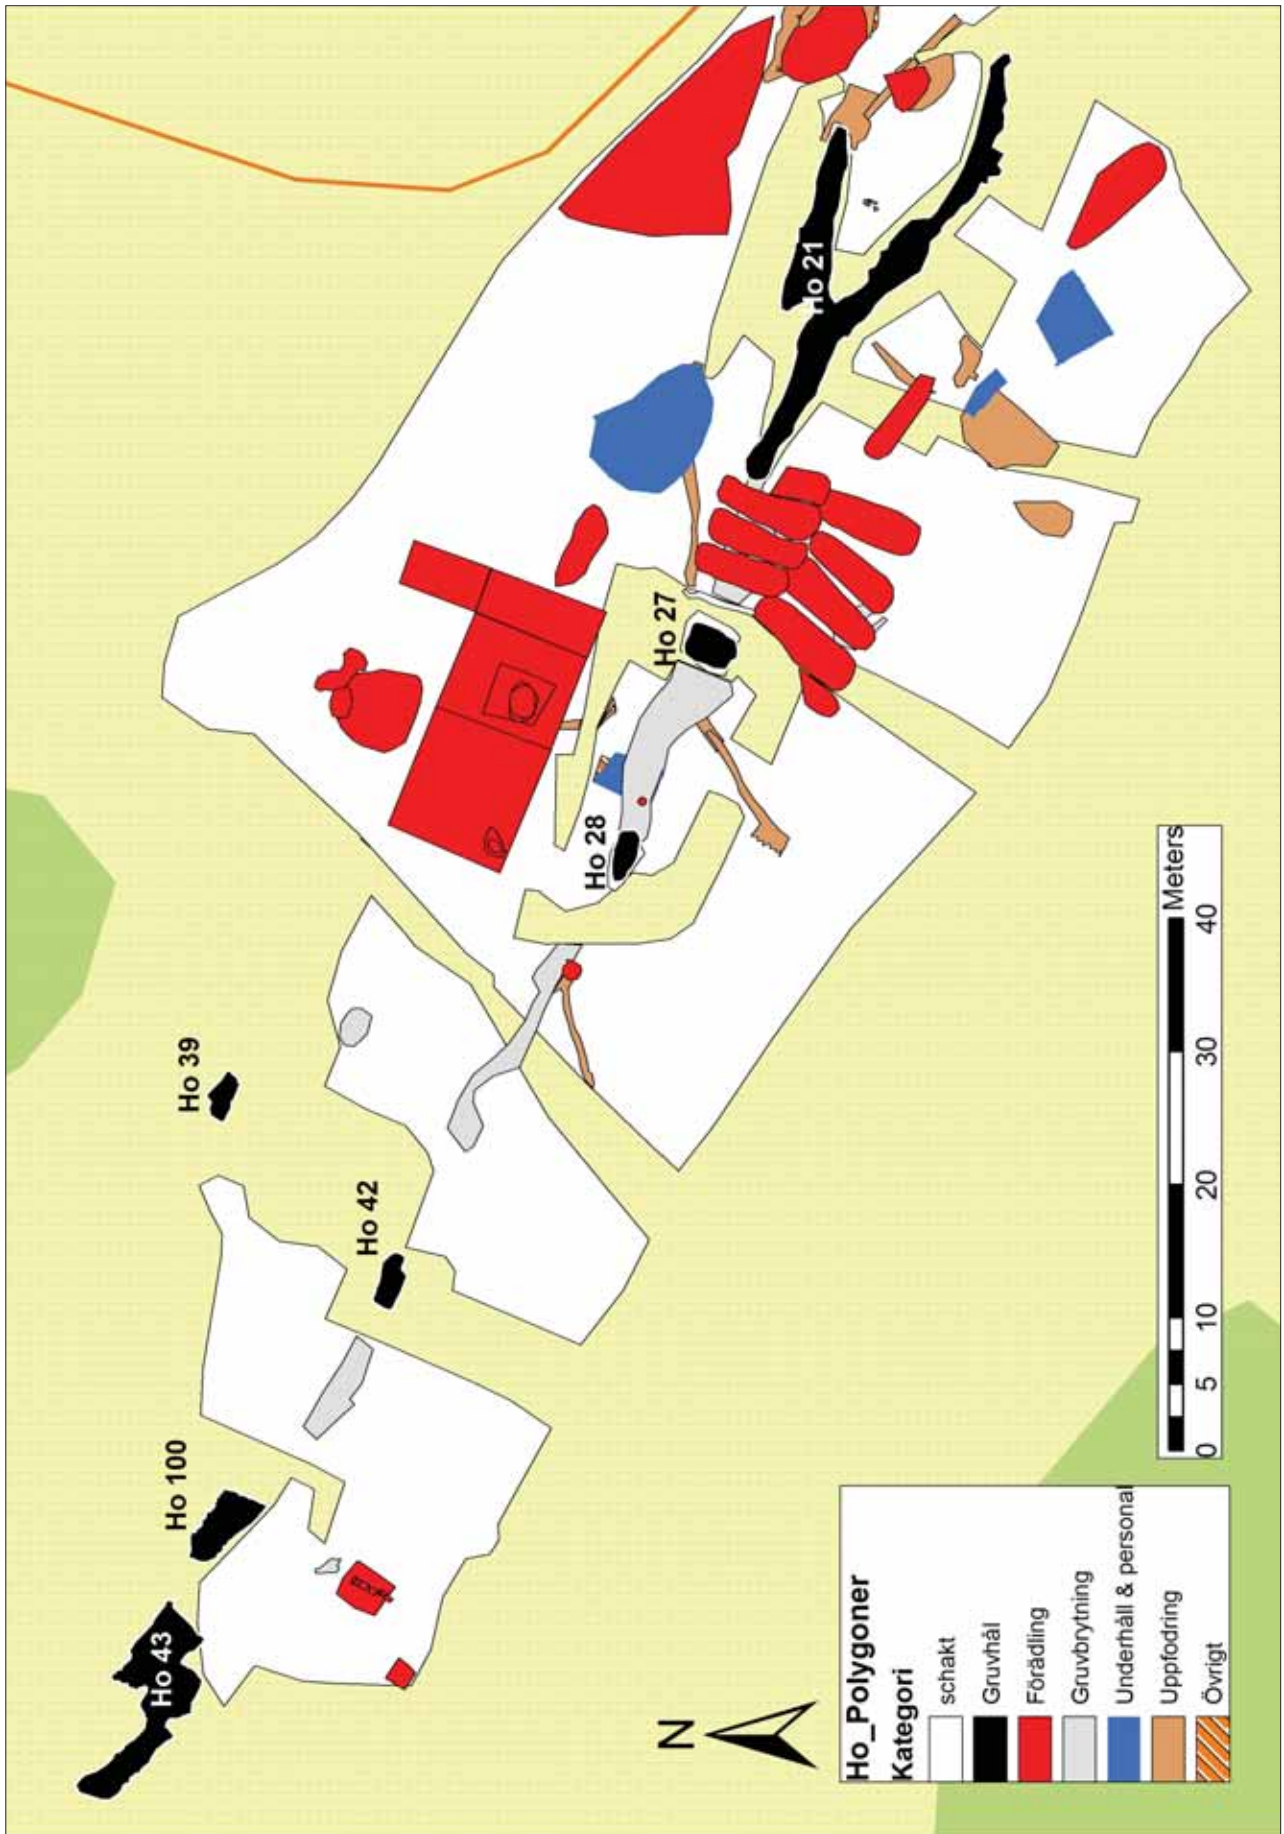 Ho 43
Ho 100
Ho 42
Ho 39
Ho 28
Ho 27
Ho 21
N
Ho_Polygoner
Kategori
schakt
Gruvhål
Förädling
Gruvbrytning
Underhåll & personal
Uppfodring
Övrigt
0 5 10 20 30 40
Meters